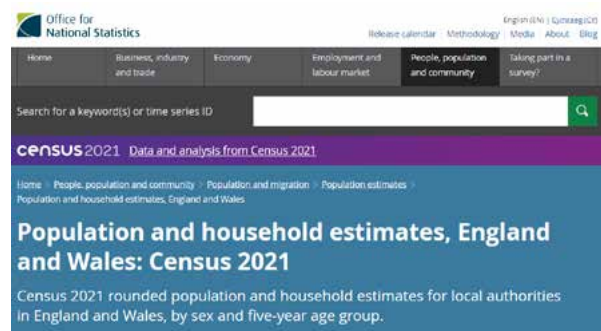 Office for
National Statistics
English (EN) | Cymraeg (CY)
Release calendar Methodology Media About Blog
Home
Business, industry
and trade
Economy
Employment and
labour market
People, population
and community
Taking part in a
survey?
Search for a keyword(s) or time series ID
census2021 Data and analysis from Census 2021
Home > People, population and community > Population and migration > Population estimates >
Population and household estimates, England and Wales
Population and household estimates, England
and Wales: Census 2021
Census 2021 rounded population and household estimates for local authorities
in England and Wales, by sex and five-year age group.